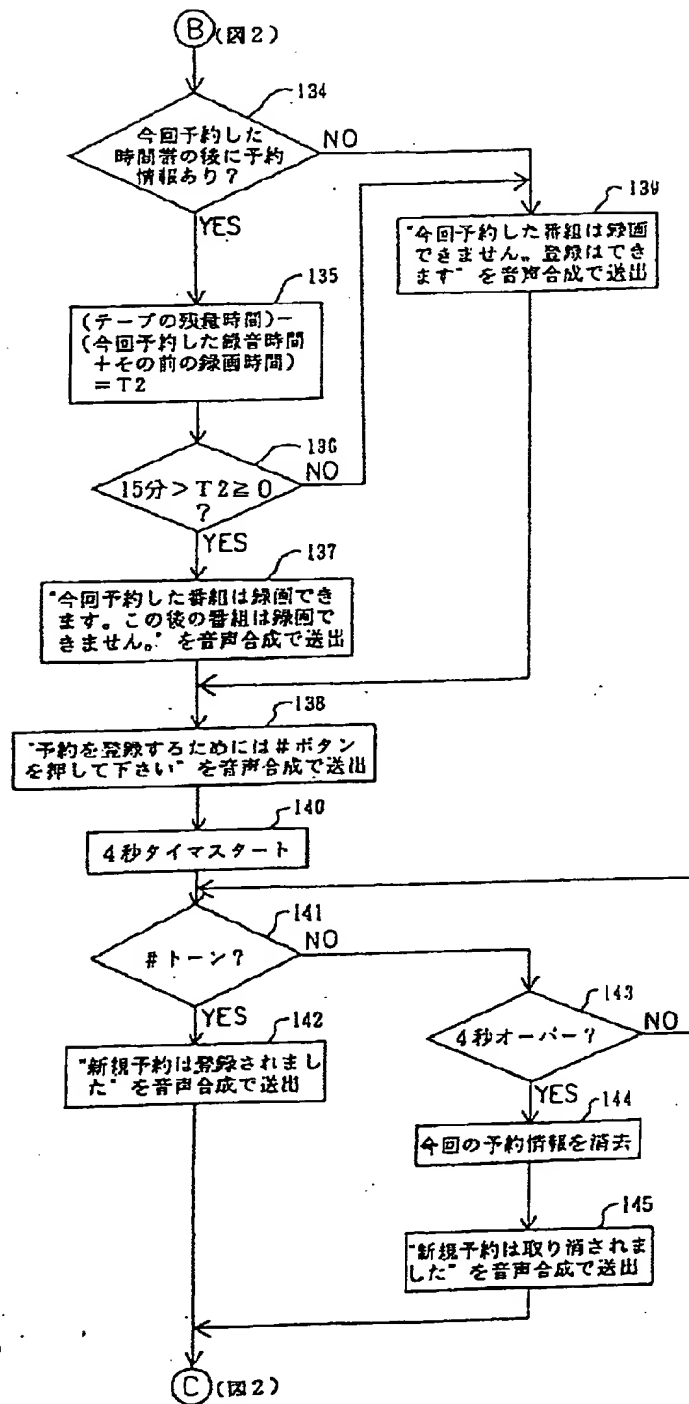 B (図2)
134
今回予約した
時間帯の後に予約
情報あり？
NO
YES
139
"今回予約した番組は録画
できません。登録はでき
ます"を音声合成で送出
135
(テープの残量時間)－
(今回予約した録音時間
＋その前の録画時間)
＝T2
136
15分＞T2≧0
？
NO
YES
137
"今回予約した番組は録画でき
ます。この後の番組は録画で
きません。"を音声合成で送出
138
"予約を登録するためには＃ボタン
を押して下さい"を音声合成で送出
140
4秒タイマスタート
141
＃トーン？
NO
YES
142
"新規予約は登録されまし
た"を音声合成で送出
143
4秒オーバー？
NO
YES
144
今回の予約情報を消去
145
"新規予約は取り消されま
した"を音声合成で送出
C (図2)